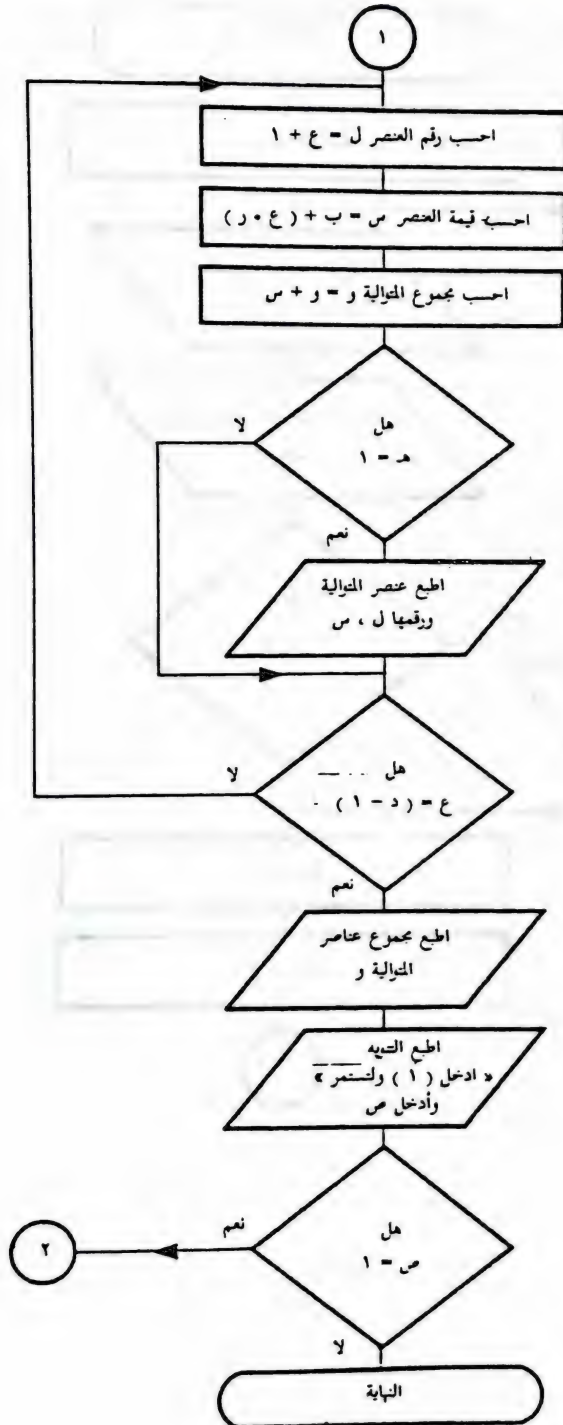 ١
احسب رقم العنصر ل = ع + ١
احسب قيمة العنصر س = ب + ( ع * ر )
احسب مجموع المتوالية و = و + س
هل
هـ = ١
لا
نعم
اطبع عنصر المتوالية
ورقمها ل ، س
هل
ع = ( د - ١ )
لا
نعم
اطبع مجموع عناصر
المتوالية و
اطبع التنويه
« ادخل ( ١ ) ولتستمر »
وأدخل ص
هل
ص = ١
نعم
٢
لا
النهاية